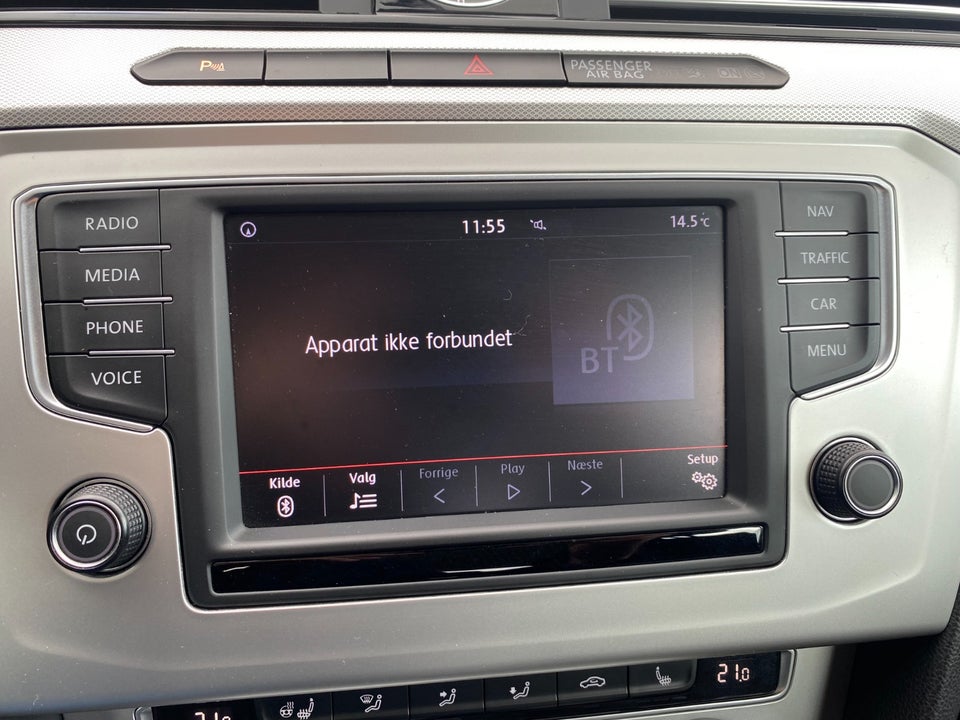 P
PASSENGER
AIR BAG
ON
RADIO
MEDIA
PHONE
VOICE
11:55
14.5°C
Apparat ikke forbundet
BT
Kilde
Valg
Forrige
Play
Næste
Setup
NAV
TRAFFIC
CAR
MENU
21.0